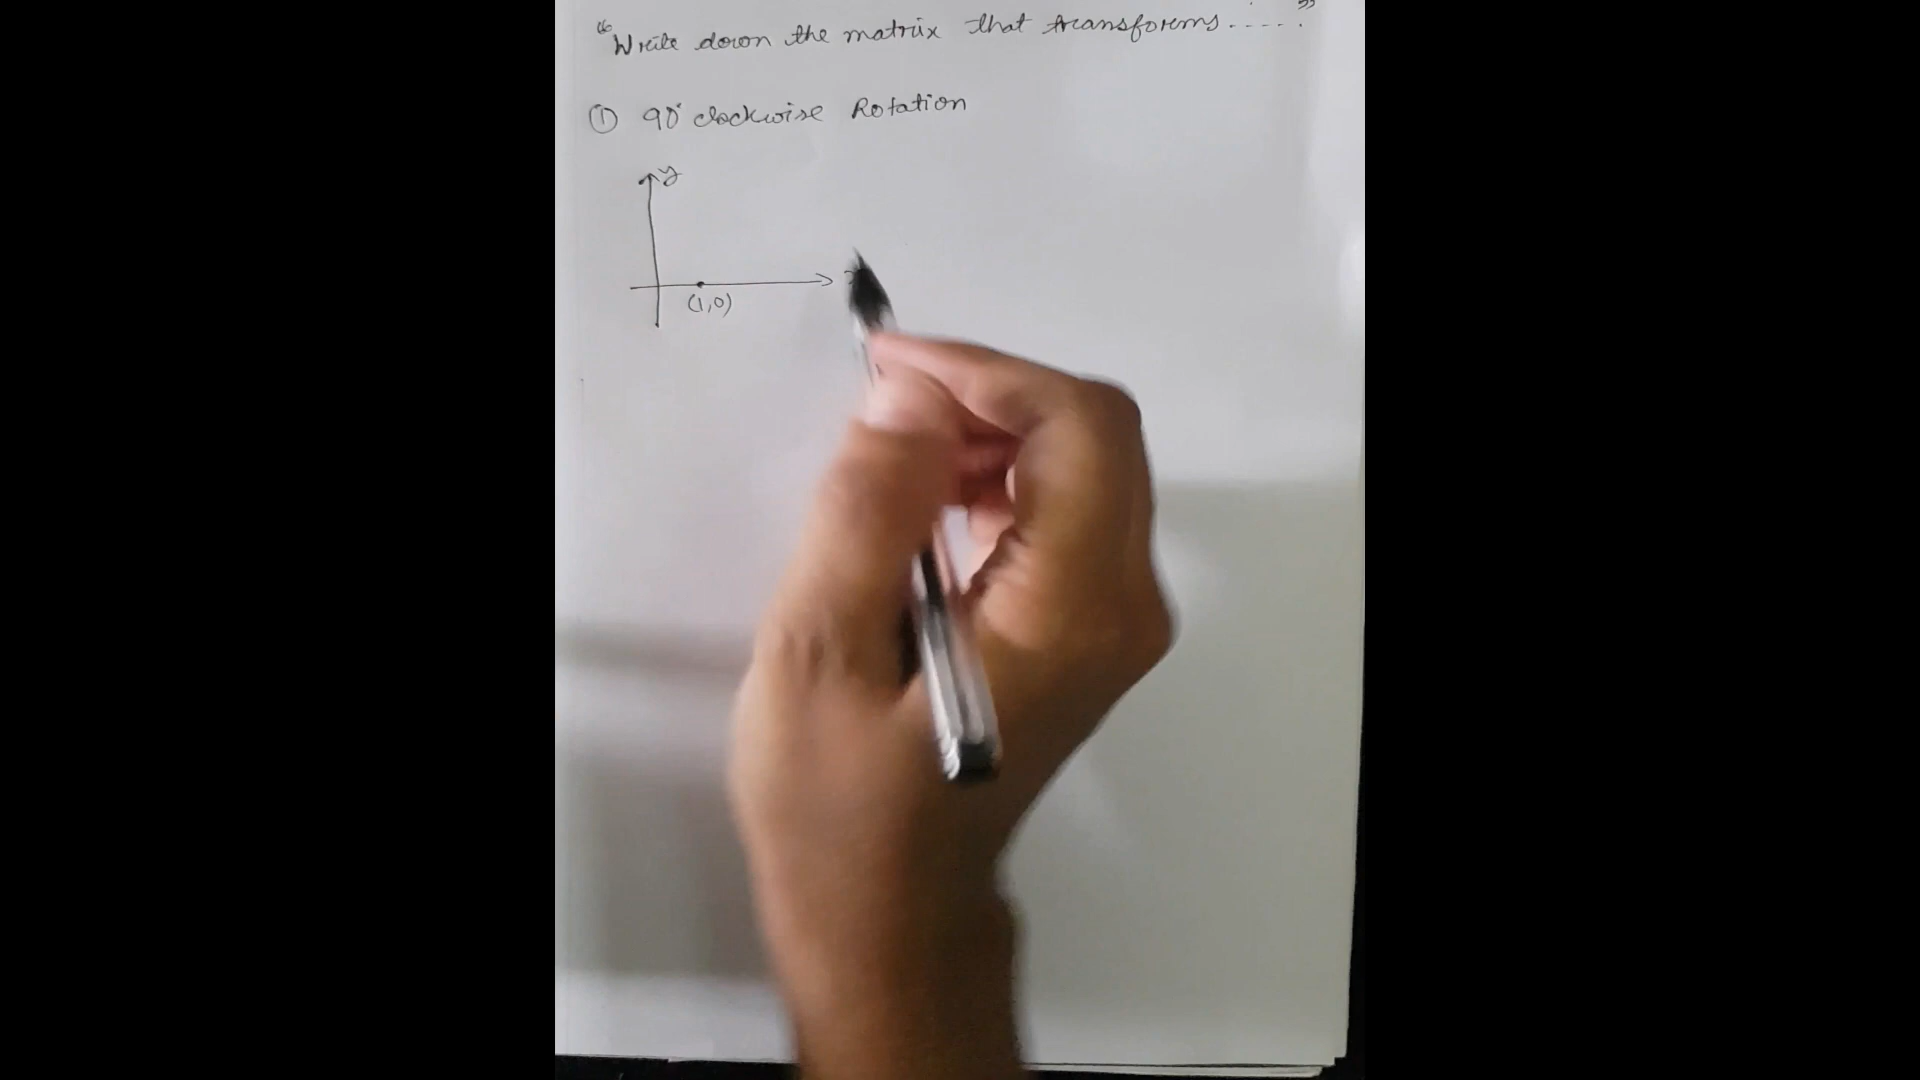 “Write down the matrix that transforms.....”
① 90° clockwise Rotation
y
(1,0)